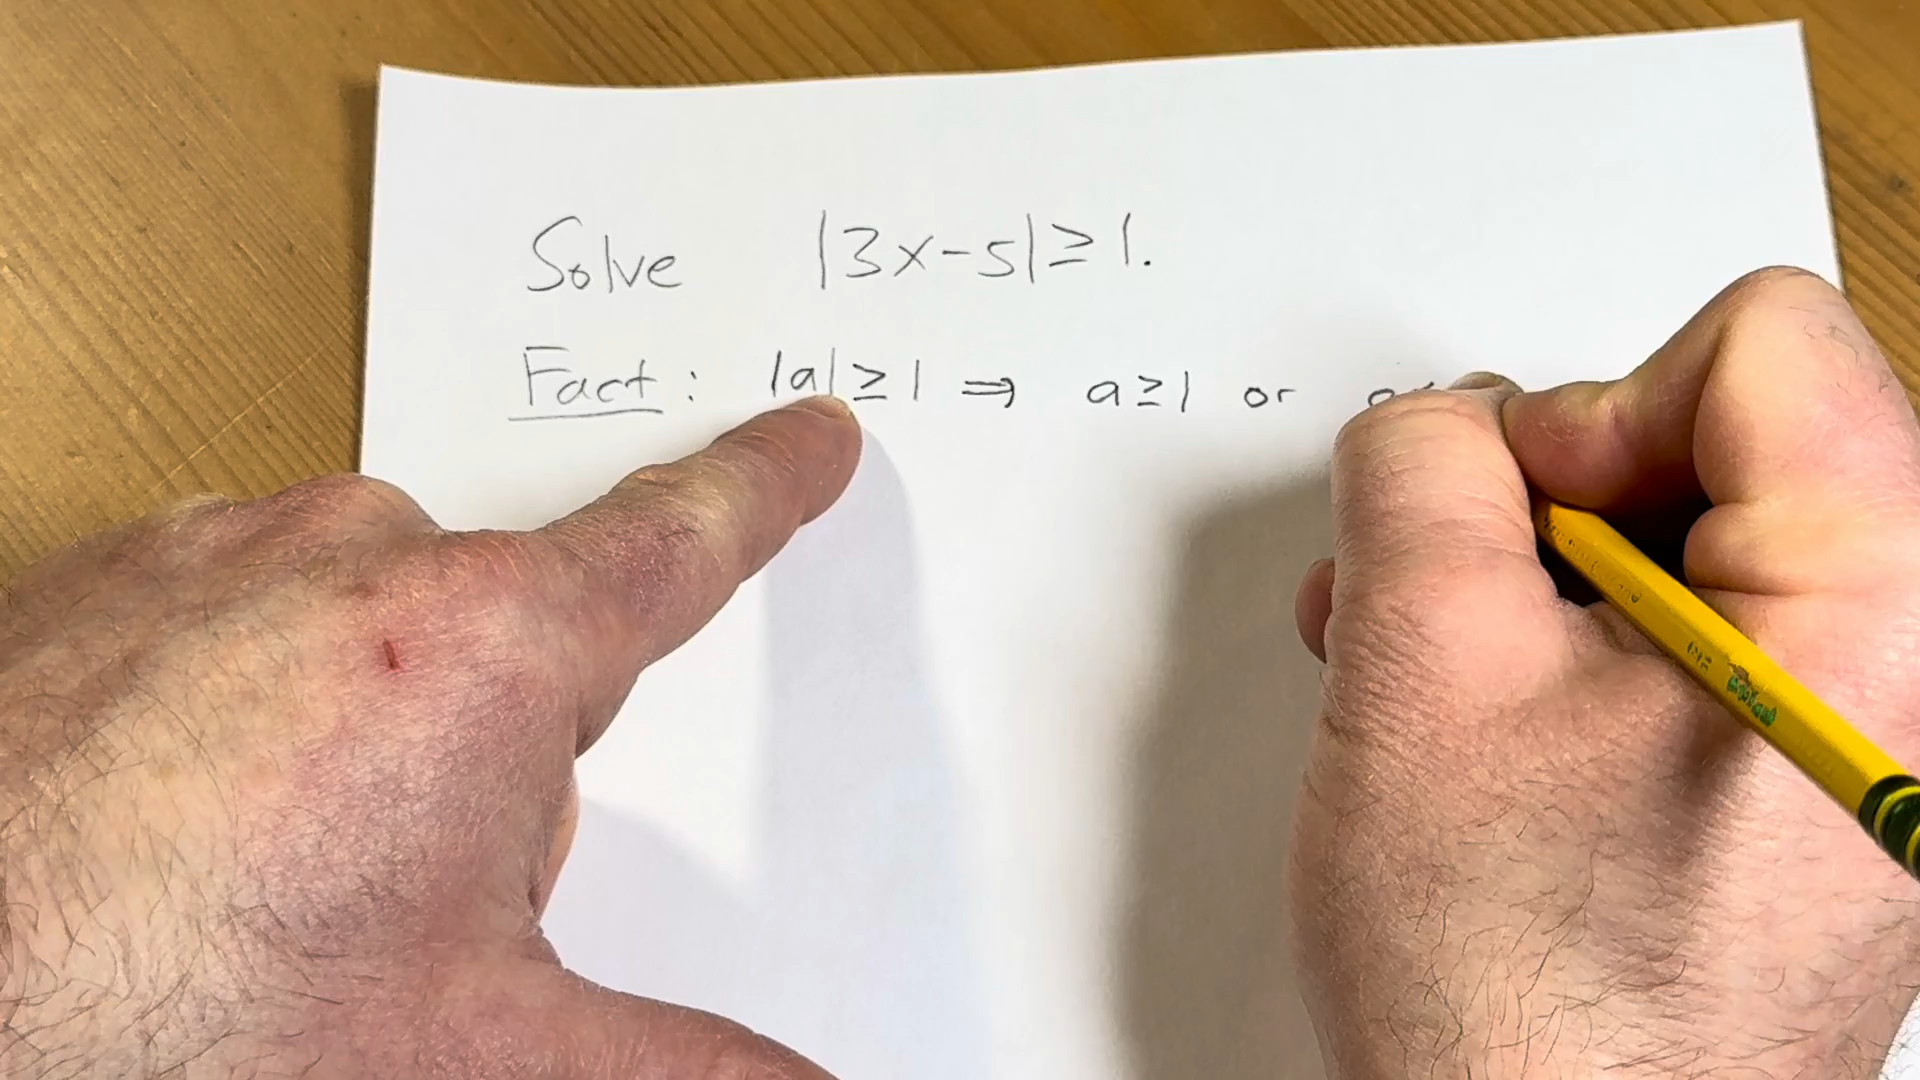 Solve |3x-5|≥1.
Fact: |a|≥1 ⇒ a≥1 or a